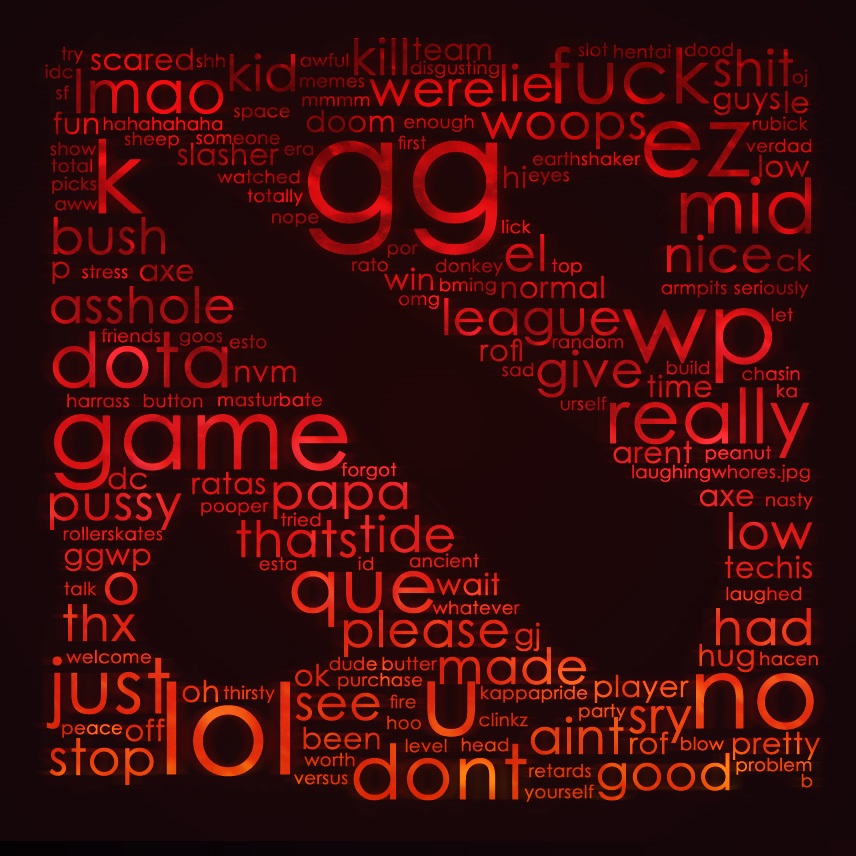 try scared shh kid awful kill team slot hentai dood
idc memes disgusting fuck shit oj
sf lmao mmmm were lie guys le
fun hahahahaha space doom enough woops ez rubick
show sheep someone era first gg verdad
total slasher earthshaker low
picks k watched hi eyes mid
aww totally
nope lick
bush por el nice ck
p stress axe rato donkey top
win bming normal armpits seriously
asshole omg league wp let
friends goos esto rofl random
dota nvm sad give build chasin
time ka
harrass button masturbate urself really
game arent peanut
forgot laughingwhores.jpg
dc ratas papa axe nasty
pussy pooper
rollerskates tried thats tide low
ggwp esta id ancient techis
talk o que wait laughed
thx whatever
please gj had
welcome dude butter made hug hacen
just oh thirsty ok purchase kappapride player no
lol see fire u party sry
peace off hoo clinkz aint
stop been level head rof blow pretty
worth dont retards good problem
versus yourself b